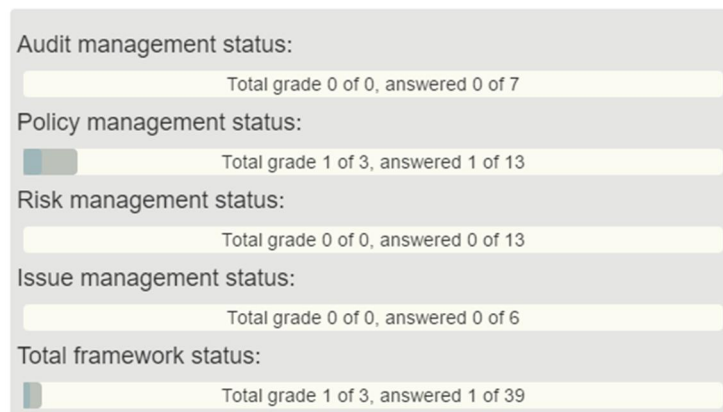 Audit management status:
Total grade 0 of 0, answered 0 of 7
Policy management status:
Total grade 1 of 3, answered 1 of 13
Risk management status:
Total grade 0 of 0, answered 0 of 13
Issue management status:
Total grade 0 of 0, answered 0 of 6
Total framework status:
Total grade 1 of 3, answered 1 of 39